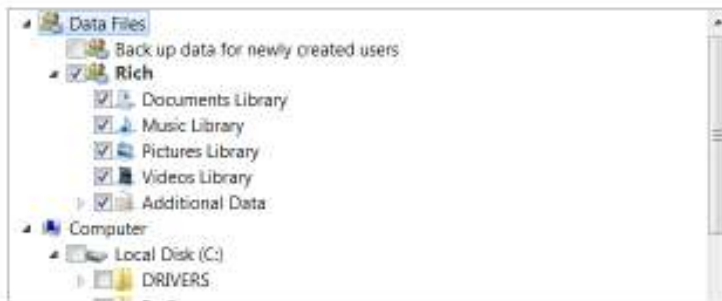 Data Files
Back up data for newly created users
Rich
Documents Library
Music Library
Pictures Library
Videos Library
Additional Data
Computer
Local Disk (C:)
DRIVERS